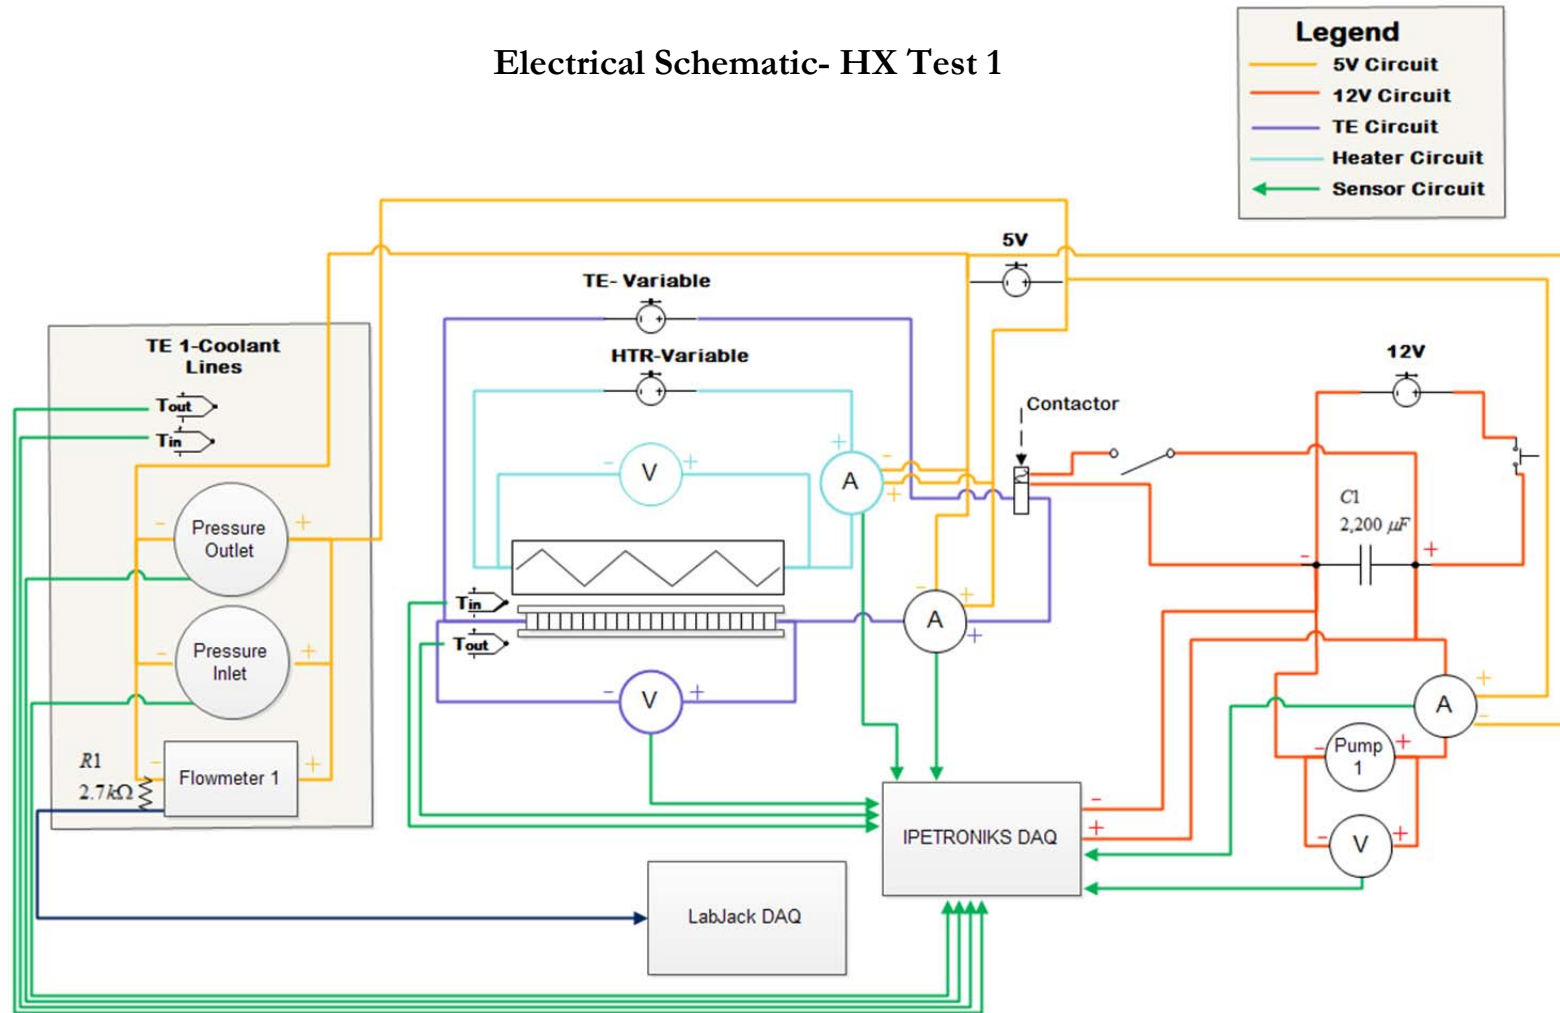 Electrical Schematic- HX Test 1
Legend
5V Circuit
12V Circuit
TE Circuit
Heater Circuit
Sensor Circuit
5V
TE- Variable
HTR-Variable
12V
Contactor
TE 1-Coolant
Lines
Tout
Tin
- V +
+
A
-
+
C1
2,200 μF
- +
- Pressure +
Outlet
- Pressure +
Inlet
Tin
Tout
- +
A
+
- V +
+
A
-
- Pump +
1
- V +
R1
2.7kΩ
- Flowmeter 1 +
IPETRONIKS DAQ
-
+
LabJack DAQ